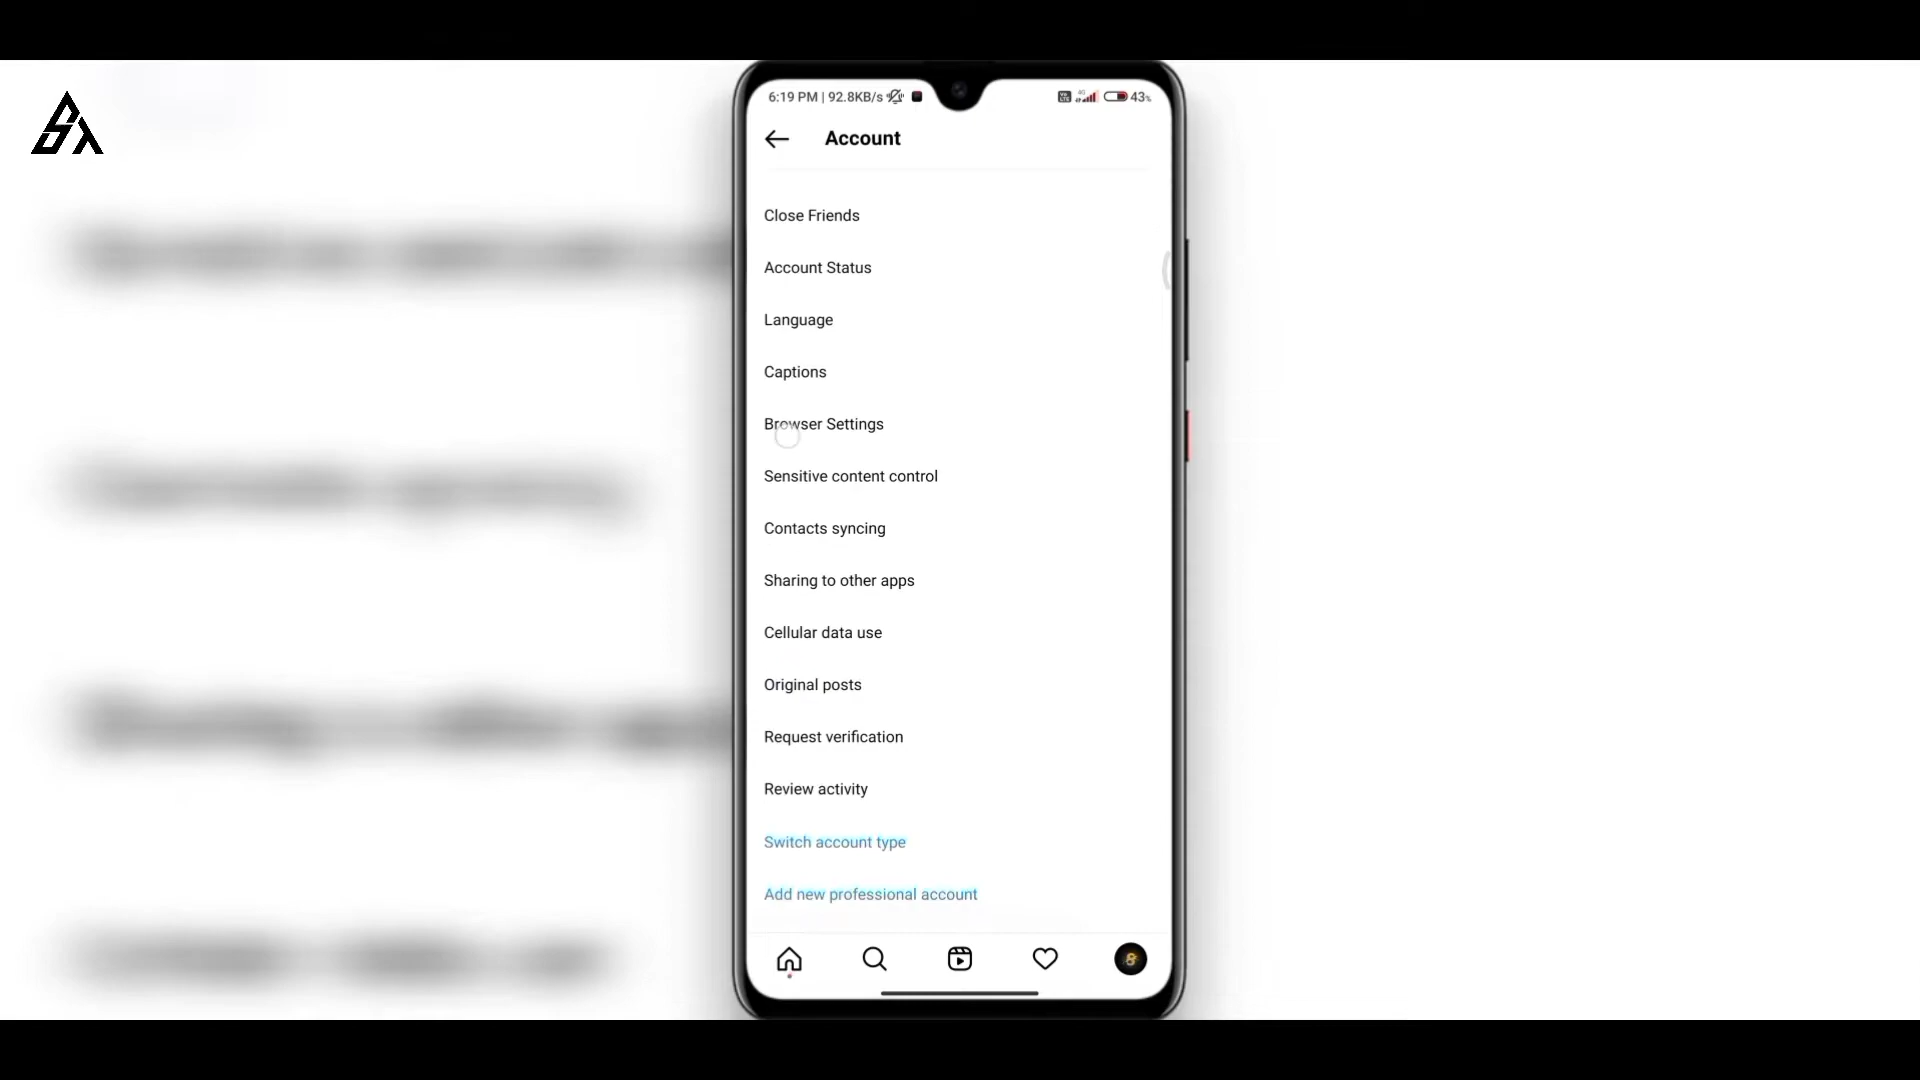 6:19 PM | 92.8KB/s 43%
Account
Close Friends
Account Status
Language
Captions
Browser Settings
Sensitive content control
Contacts syncing
Sharing to other apps
Cellular data use
Original posts
Request verification
Review activity
Switch account type
Add new professional account